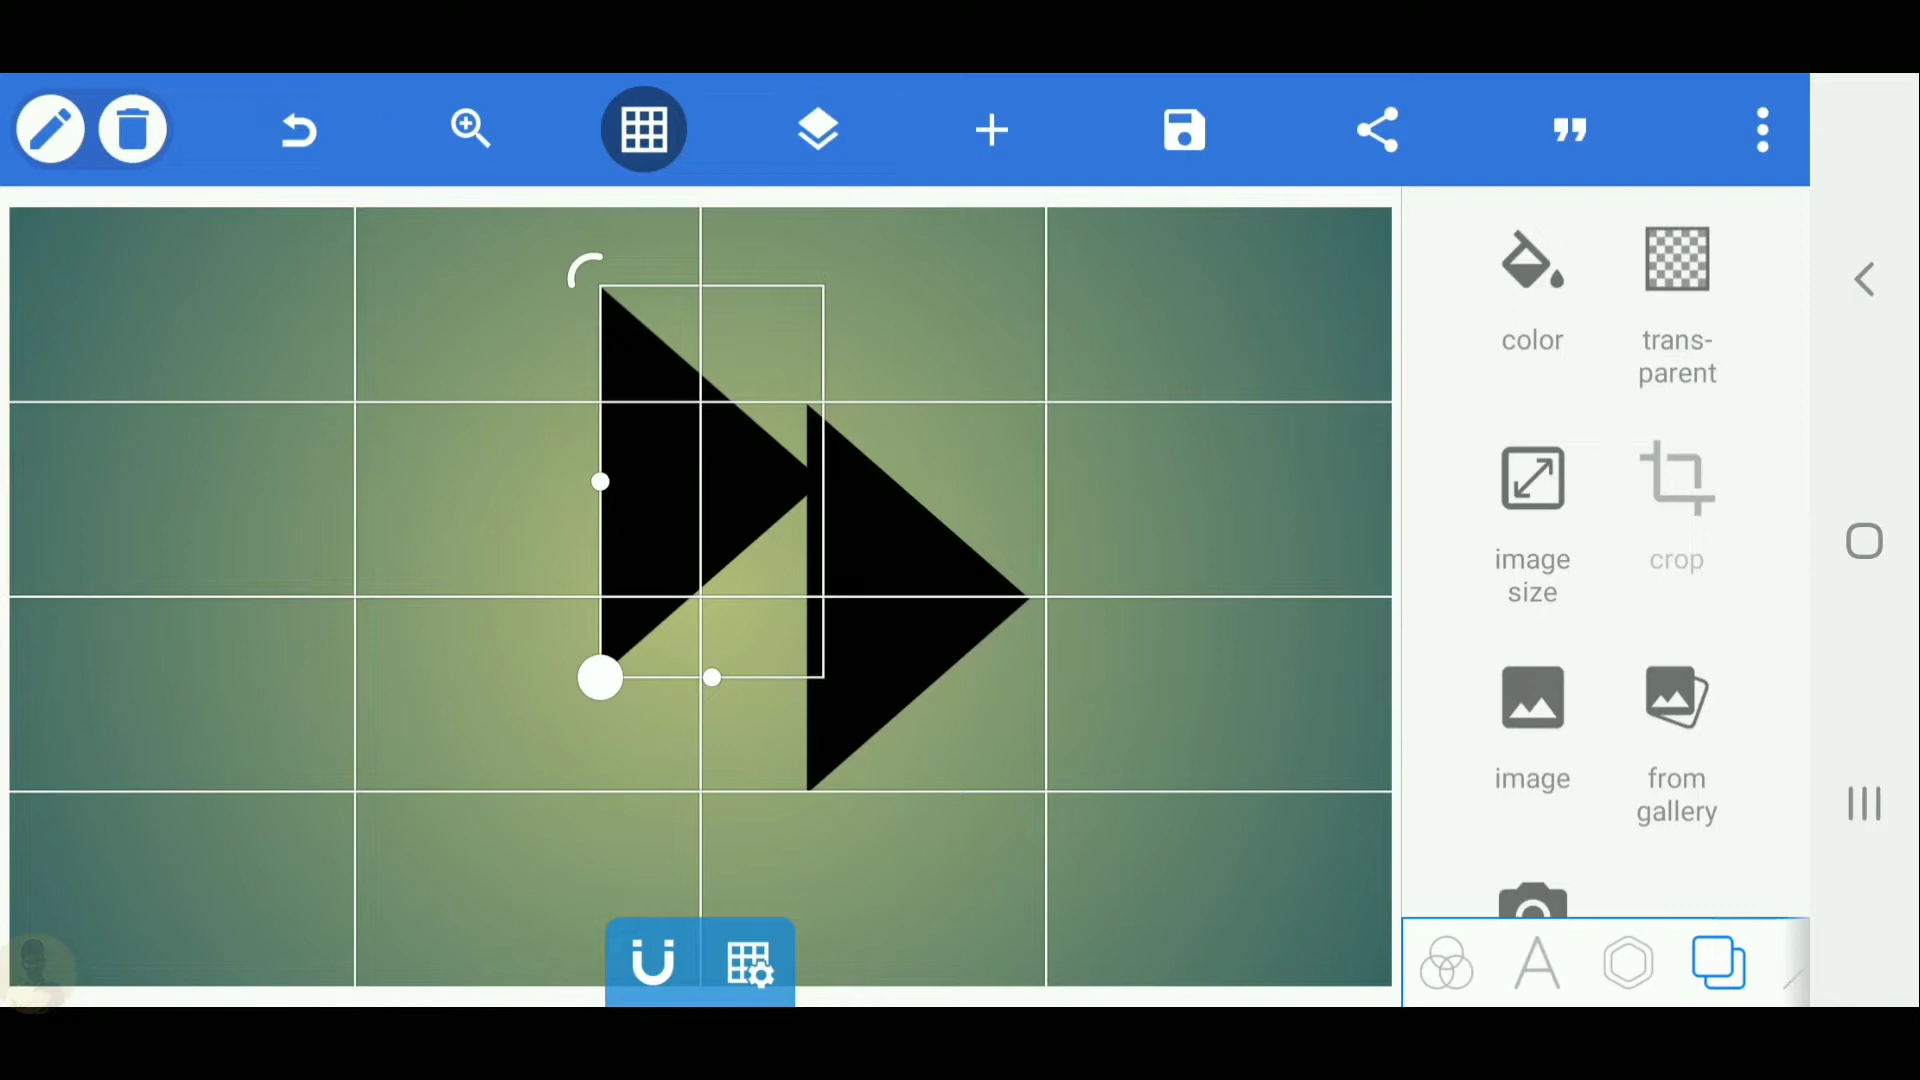 color
trans-
parent
image
size
crop
image
from
gallery